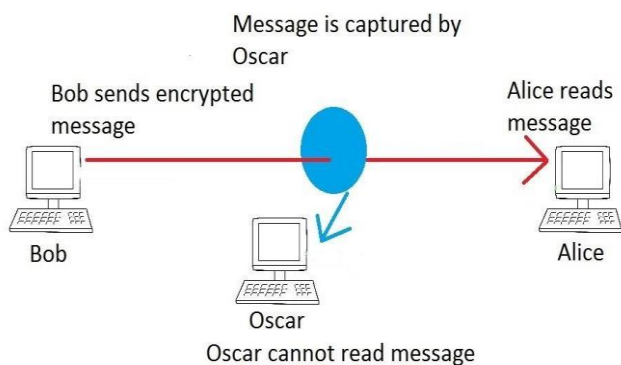 Message is captured by
Oscar
Bob sends encrypted
message
Alice reads
message
Bob
Alice
Oscar
Oscar cannot read message